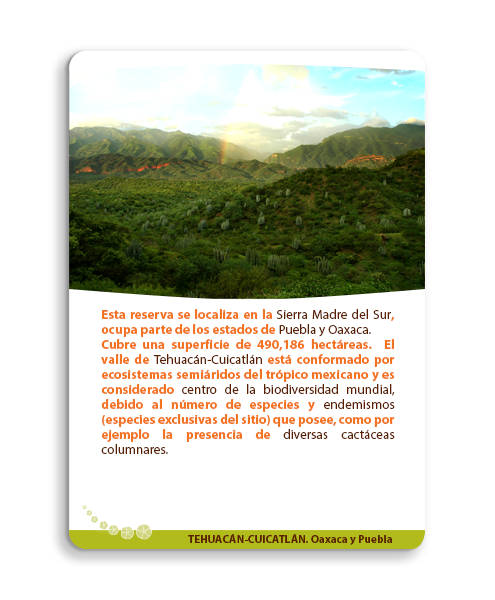 Esta reserva se localiza en la Sierra Madre del Sur,
ocupa parte de los estados de Puebla y Oaxaca.
Cubre una superficie de 490,186 hectáreas. El
valle de Tehuacán-Cuicatlán está conformado por
ecosistemas semiáridos del trópico mexicano y es
considerado centro de la biodiversidad mundial,
debido al número de especies y endemismos
(especies exclusivas del sitio) que posee, como por
ejemplo la presencia de diversas cactáceas
columnares.
TEHUACÁN-CUICATLÁN. Oaxaca y Puebla